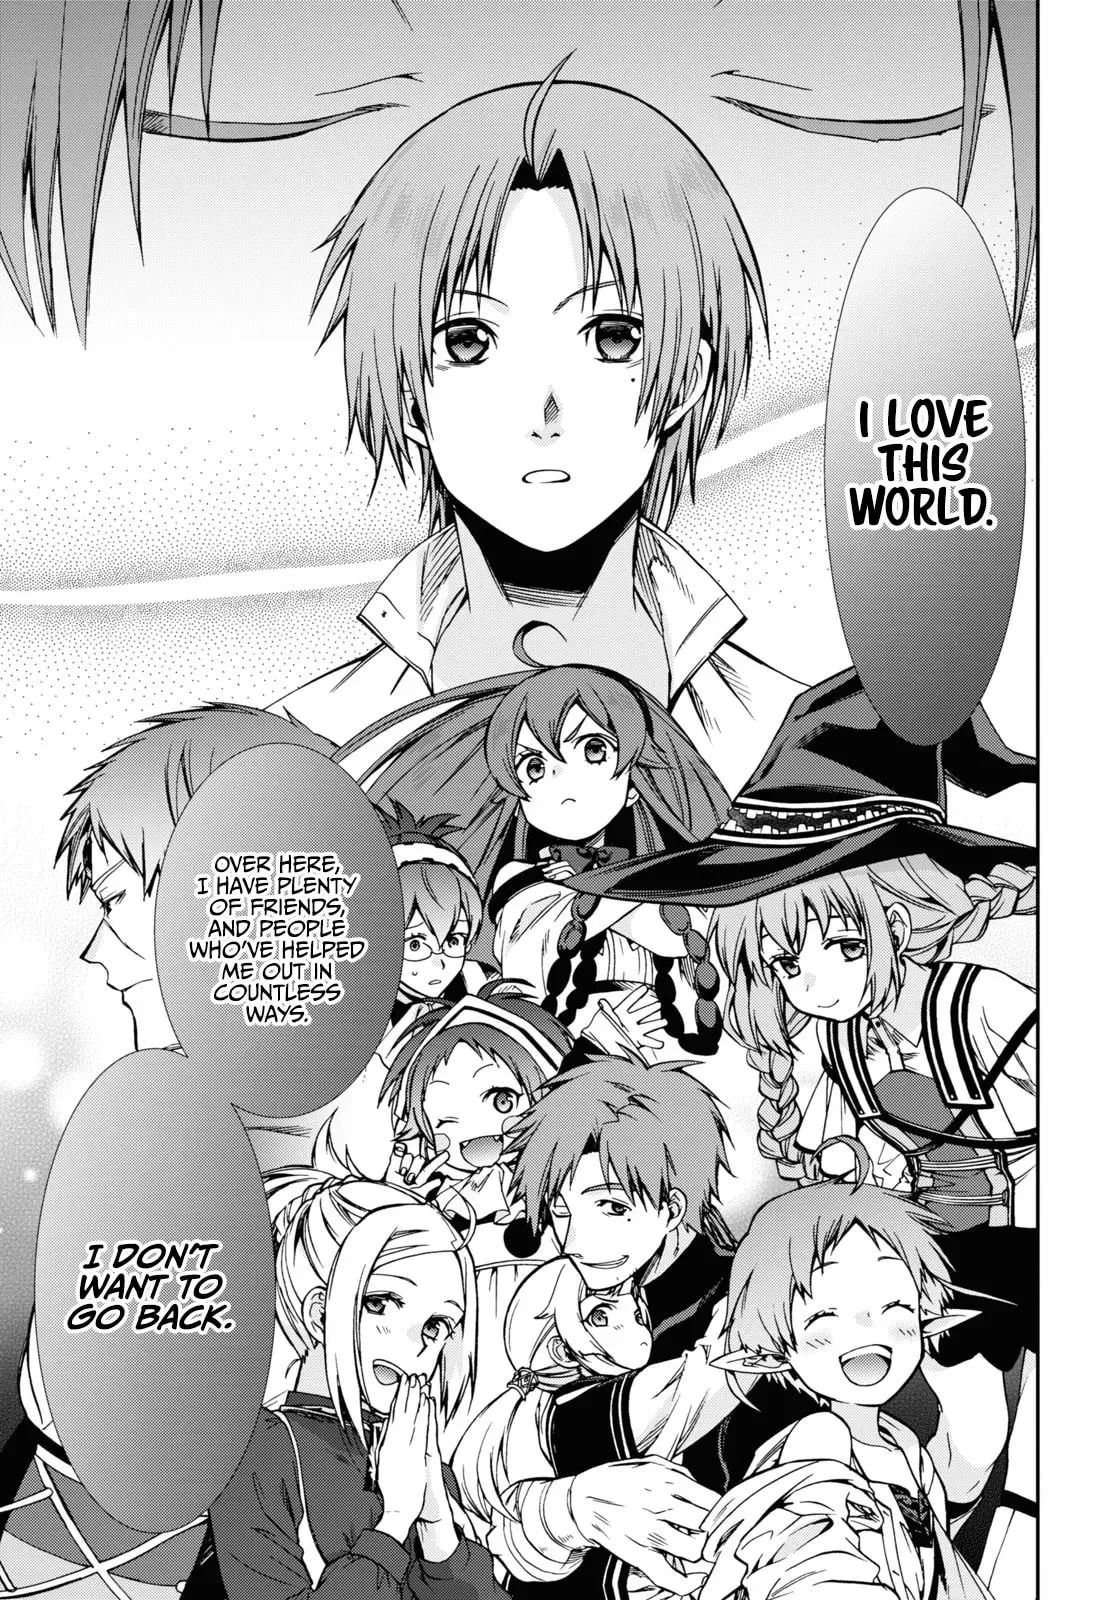 I LOVE
THIS
WORLD.
OVER HERE,
I HAVE PLENTY
OF FRIENDS,
AND PEOPLE
WHO'VE HELPED
ME OUT IN
COUNTLESS
WAYS.
I DON'T
WANT TO
GO BACK.